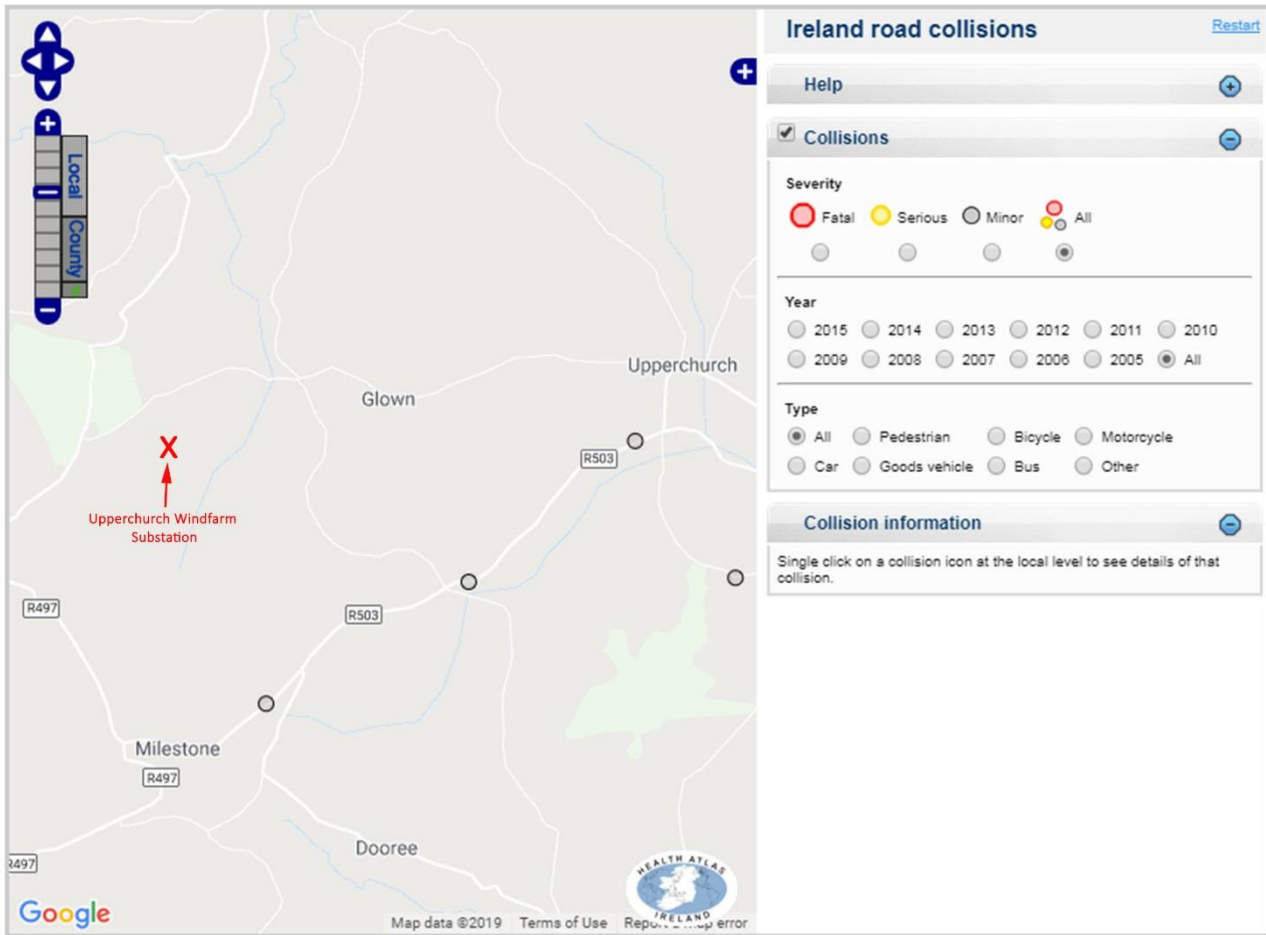 Local
County
Upperchurch
Glown
R503
X
Upperchurch Windfarm
Substation
R497
R503
Milestone
R497
Dooree
R497
HEALTH ATLAS
IRELAND
Google
Map data ©2019 Terms of Use Report a map error
Ireland road collisions Restart
Help
Collisions
Severity
Fatal Serious Minor All
Year
2015 2014 2013 2012 2011 2010
2009 2008 2007 2006 2005 All
Type
All Pedestrian Bicycle Motorcycle
Car Goods vehicle Bus Other
Collision information
Single click on a collision icon at the local level to see details of that
collision.